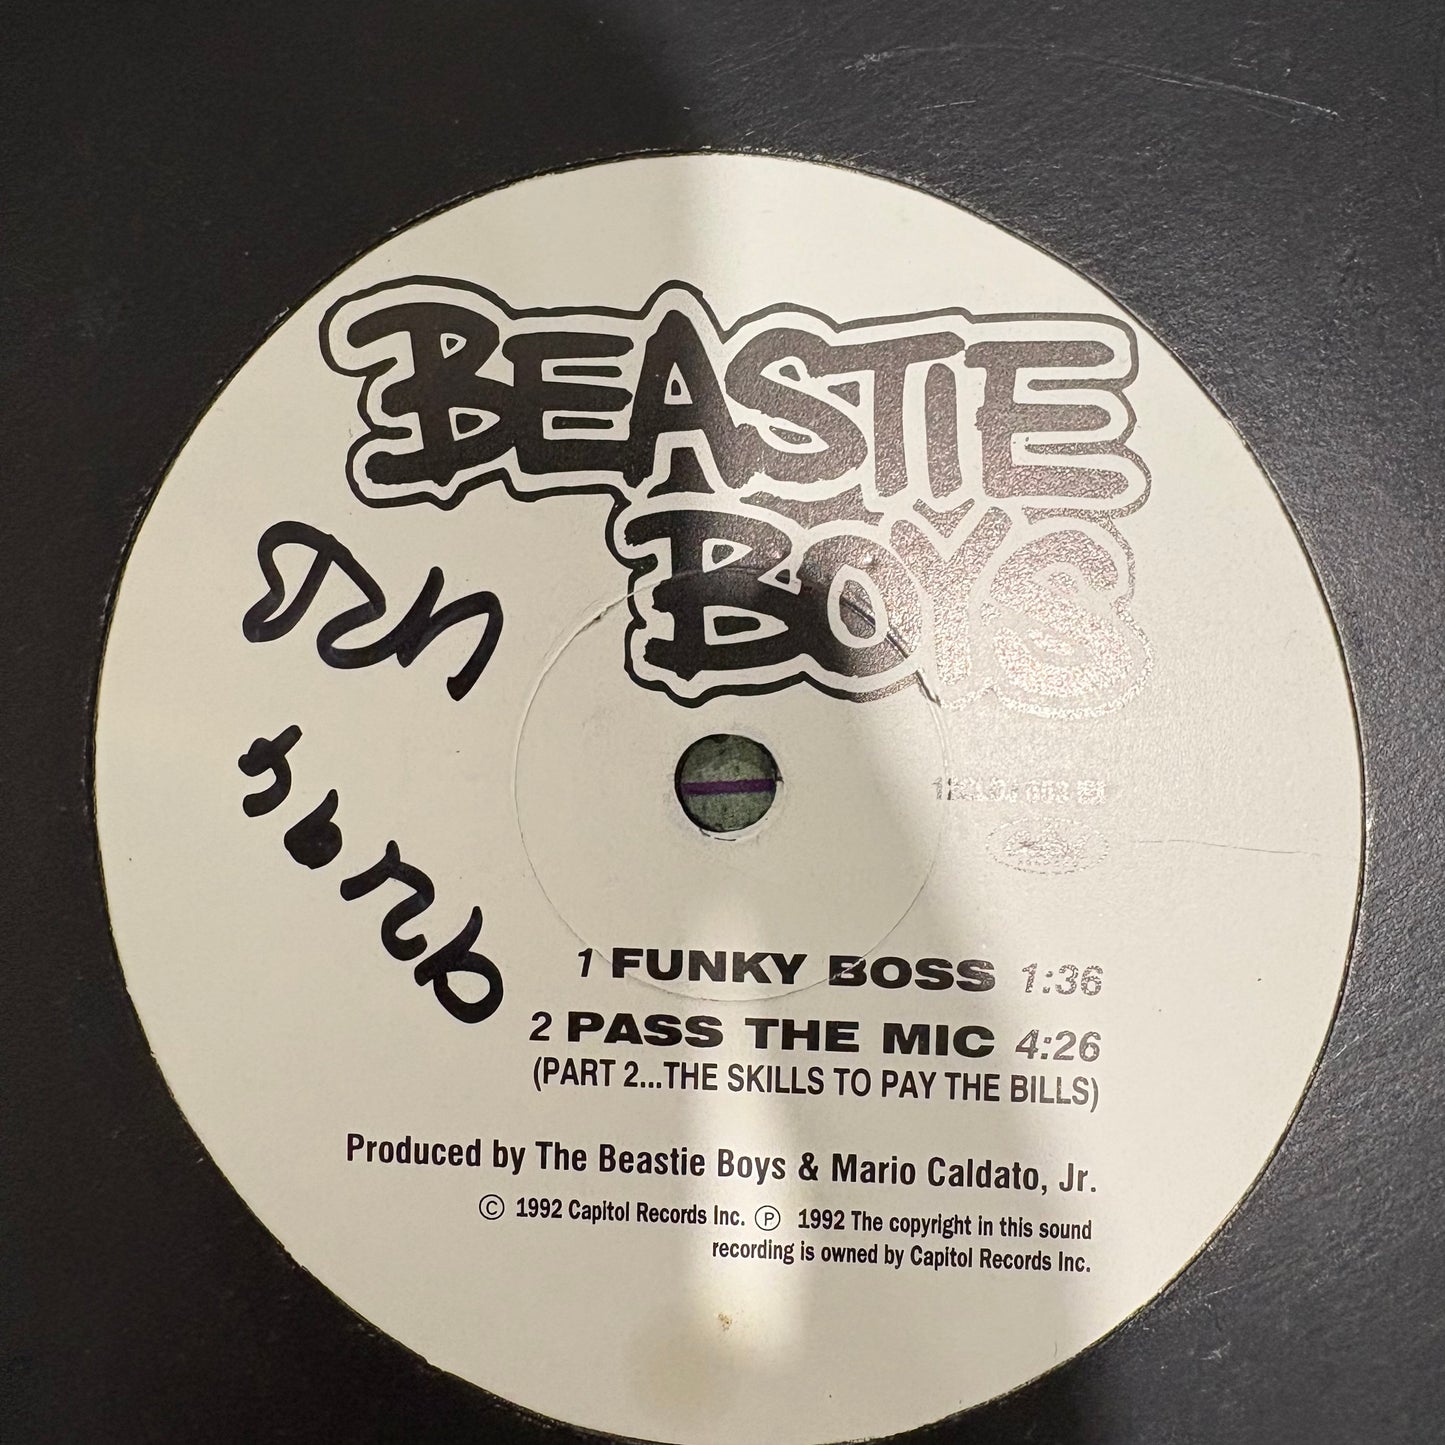 BEASTIE
BOYS
1 FUNKY BOSS 1:36
2 PASS THE MIC 4:26
(PART 2...THE SKILLS TO PAY THE BILLS)
Produced by The Beastie Boys & Mario Caldato, Jr.
© 1992 Capitol Records Inc. ℗ 1992 The copyright in this sound
recording is owned by Capitol Records Inc.